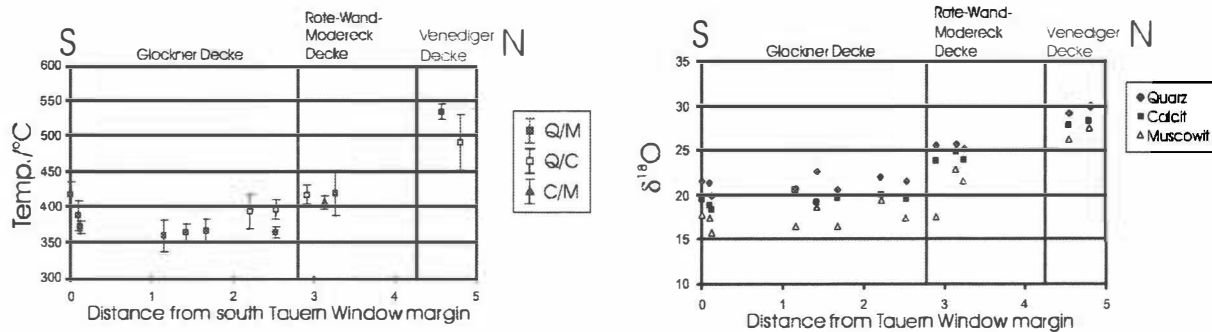 S
Glockner Decke
Rote-Wand-
Modereck
Decke
Venediger
Decke
N
600
550
500
450
400
350
300
Temp./°C
0
1
2
3
4
5
Distance from south Tauern Window margin
Q/M
Q/C
C/M
S
Glockner Decke
Rote-Wand-
Modereck
Decke
Venediger
Decke
N
35
30
25
20
15
10
δ¹⁸O
0
1
2
3
4
5
Distance from Tauern Window margin
Quarz
Calcit
Muscowit